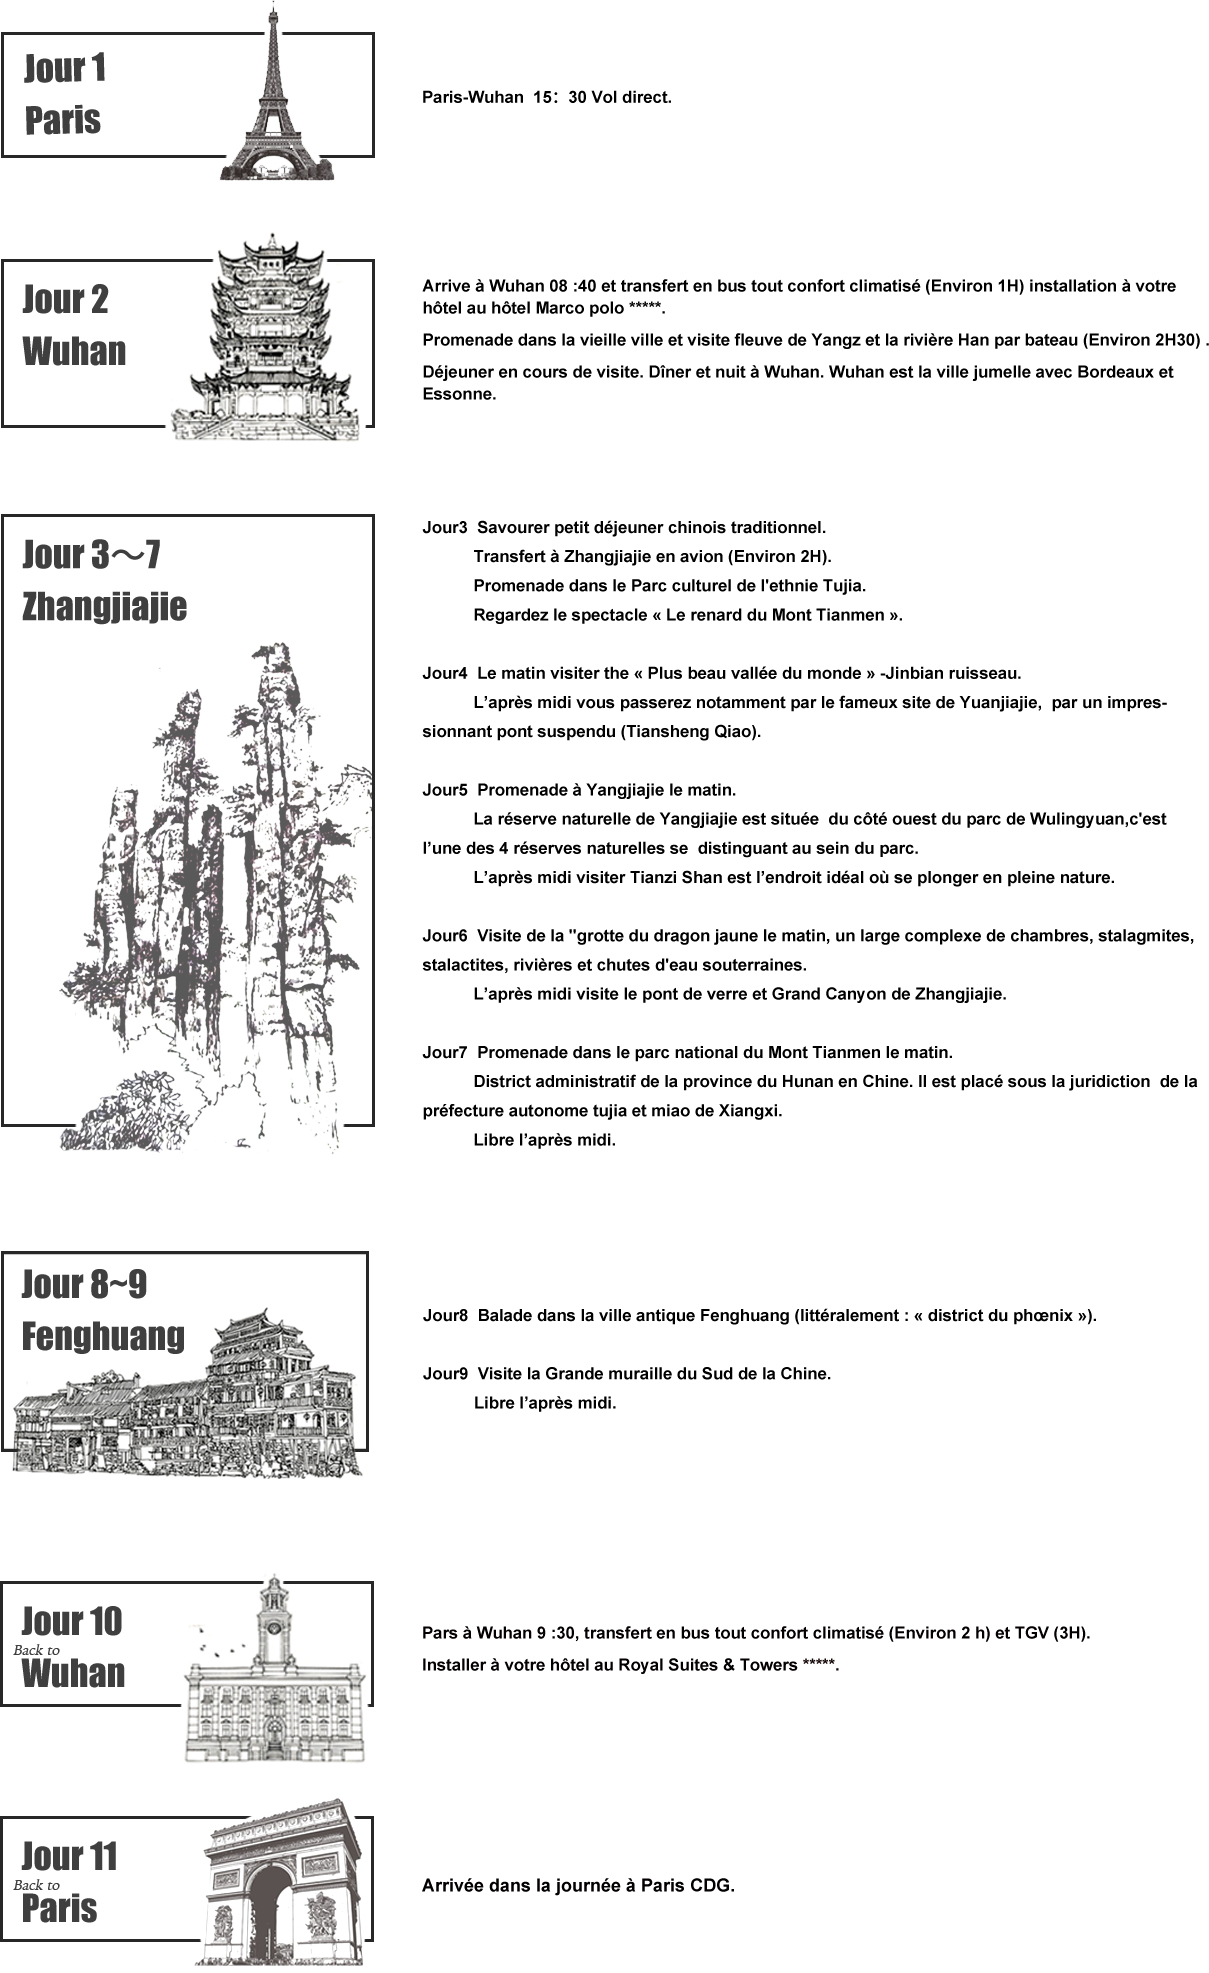 Jour 1
Paris
Paris-Wuhan 15： 30 Vol direct.
Jour 2
Wuhan
Arrive à Wuhan 08 :40 et transfert en bus tout confort climatisé (Environ 1H) installation à votre
hôtel au hôtel Marco polo *****.
Promenade dans la vieille ville et visite fleuve de Yangz et la rivière Han par bateau (Environ 2H30) .
Déjeuner en cours de visite. Dîner et nuit à Wuhan. Wuhan est la ville jumelle avec Bordeaux et
Essonne.
Jour 3～7
Zhangjiajie
Jour3 Savourer petit déjeuner chinois traditionnel.
Transfert à Zhangjiajie en avion (Environ 2H).
Promenade dans le Parc culturel de l'ethnie Tujia.
Regardez le spectacle « Le renard du Mont Tianmen ».
Jour4 Le matin visiter the « Plus beau vallée du monde » -Jinbian ruisseau.
L’après midi vous passerez notamment par le fameux site de Yuanjiajie, par un impres-
sionnant pont suspendu (Tiansheng Qiao).
Jour5 Promenade à Yangjiajie le matin.
La réserve naturelle de Yangjiajie est située du côté ouest du parc de Wulingyuan,c'est
l’une des 4 réserves naturelles se distinguant au sein du parc.
L’après midi visiter Tianzi Shan est l’endroit idéal où se plonger en pleine nature.
Jour6 Visite de la "grotte du dragon jaune le matin, un large complexe de chambres, stalagmites,
stalactites, rivières et chutes d'eau souterraines.
L’après midi visite le pont de verre et Grand Canyon de Zhangjiajie.
Jour7 Promenade dans le parc national du Mont Tianmen le matin.
District administratif de la province du Hunan en Chine. Il est placé sous la juridiction de la
préfecture autonome tujia et miao de Xiangxi.
Libre l’après midi.
Jour 8~9
Fenghuang
Jour8 Balade dans la ville antique Fenghuang (littéralement : « district du phœnix »).
Jour9 Visite la Grande muraille du Sud de la Chine.
Libre l’après midi.
Jour 10
Back to
Wuhan
Pars à Wuhan 9 :30, transfert en bus tout confort climatisé (Environ 2 h) et TGV (3H).
Installer à votre hôtel au Royal Suites & Towers *****.
Jour 11
Back to
Paris
Arrivée dans la journée à Paris CDG.